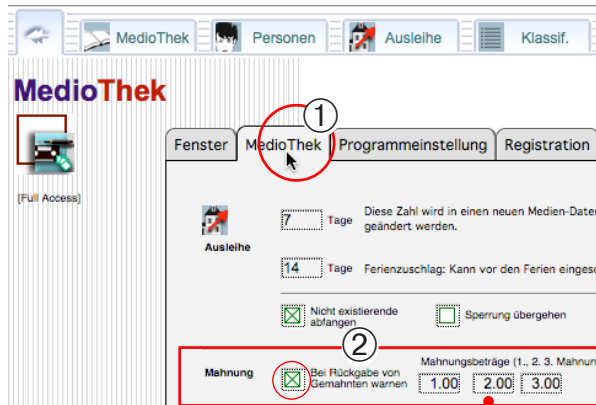 MedioThek Personen Ausleihe Klassif.
MedioThek
[Full Access]
1
Fenster MedioThek Programmeinstellung Registration
Ausleihe
7 Tage
Diese Zahl wird in einen neuen Medien-Date
geändert werden.
14 Tage Ferienzuschlag: Kann vor den Ferien
Nicht existierende
abfangen
Sperrung übergehen
2
Mahnung
Bei Rückgabe von
Gemahnten warnen
Mahnungsbeträge (1., 2. 3. Mahnun
1.00 2.00 3.00